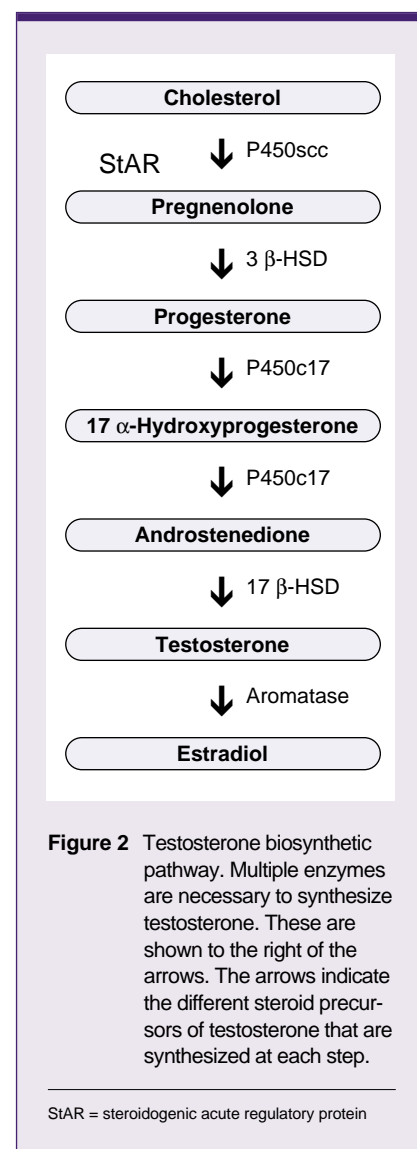 Cholesterol
StAR P450scc
Pregnenolone
3 β-HSD
Progesterone
P450c17
17 α-Hydroxyprogesterone
P450c17
Androstenedione
17 β-HSD
Testosterone
Aromatase
Estradiol
Figure 2 Testosterone biosynthetic
pathway. Multiple enzymes
are necessary to synthesize
testosterone. These are
shown to the right of the
arrows. The arrows indicate
the different steroid precur-
sors of testosterone that are
synthesized at each step.
StAR = steroidogenic acute regulatory protein